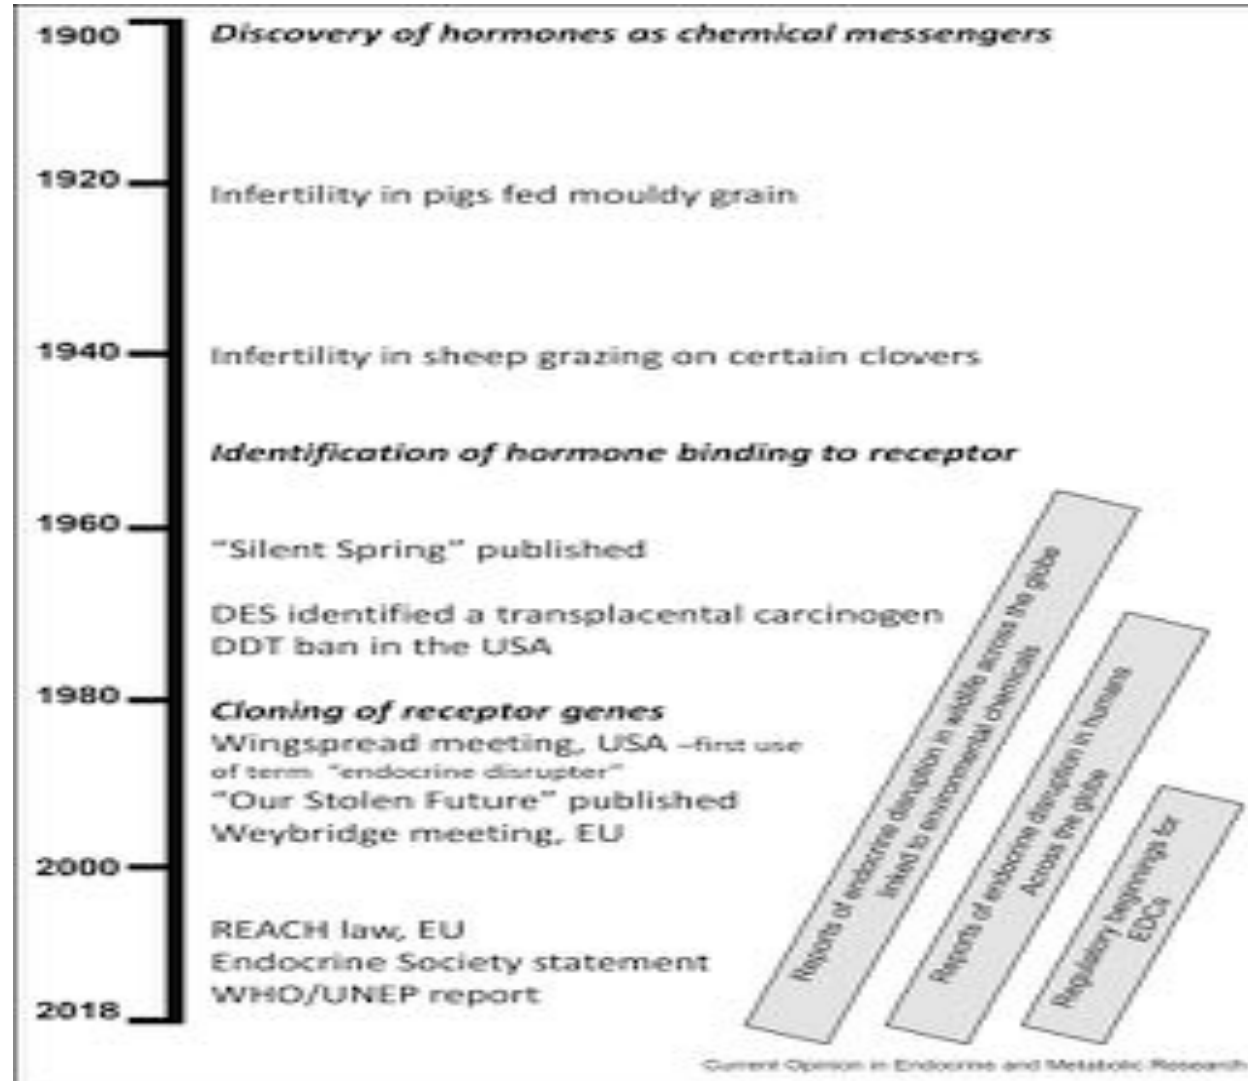 1900 Discovery of hormones as chemical messengers
1920 Infertility in pigs fed mouldy grain
1940 Infertility in sheep grazing on certain clovers
Identification of hormone binding to receptor
1960
"Silent Spring" published
DES identified a transplacental carcinogen
DDT ban in the USA
1980 Cloning of receptor genes
Wingspread meeting, USA –first use
of term "endocrine disrupter"
"Our Stolen Future" published
Weybridge meeting, EU
2000
REACH law, EU
Endocrine Society statement
WHO/UNEP report
2018
Reports of endocrine disruption in wildlife across the globe
linked to environmental chemicals
Reports of endocrine disruption in humans
Across the globe
Regulatory beginnings for
EDCs
Current Opinion in Endocrine and Metabolic Research